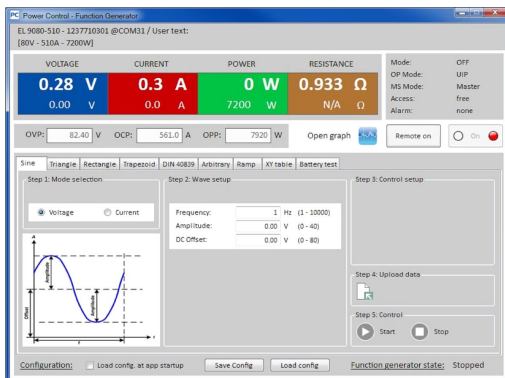 PC Power Control - Function Generator
EL 9080-510 - 1237710301 @COM31 / User text:
[80V - 510A - 7200W]
VOLTAGE CURRENT POWER RESISTANCE
0.28 V 0.3 A 0 W 0.933 Ω
0.00 V 0.0 A 7200 W N/A Ω
Mode: OFF
OP Mode: UIP
MS Mode: Master
Access: free
Alarm: none
OVP: 82.40 V OCP: 561.0 A OPP: 7920 W Open graph Remote on On
Sine Triangle Rectangle Trapezoid DIN 40839 Arbitrary Ramp XY table Battery test
Step 1: Mode selection
Voltage Current
Step 2: Wave setup
Frequency: 1 Hz (1 - 10000)
Amplitude: 0.00 V (0 - 40)
DC Offset: 0.00 V (0 - 80)
Step 3: Control setup
A
Amplitude
Amplitude
Offset
Step 4: Upload data
Step 5: Control
Start Stop
Configuration: Load config. at app startup Save Config Load config Function generator state: Stopped